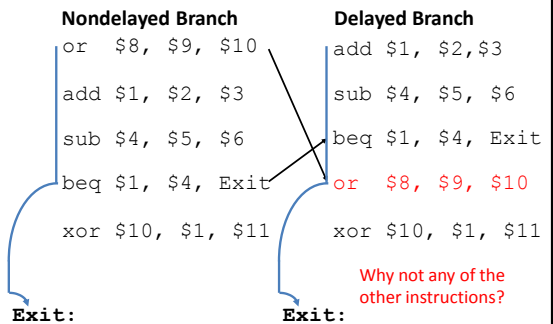 Nondelayed Branch
or $8, $9, $10
add $1, $2, $3
sub $4, $5, $6
beq $1, $4, Exit
xor $10, $1, $11
Exit:
Delayed Branch
add $1, $2,$3
sub $4, $5, $6
beq $1, $4, Exit
or $8, $9, $10
xor $10, $1, $11
Why not any of the
other instructions?
Exit: